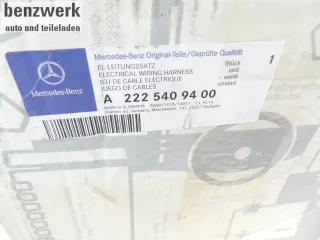 benzwerk
auto und teileladen
Mercedes-Benz Original-Teile/Geprüfte Qualität
EL LEITUNGSSATZ
ELECTRICAL WIRING HARNESS
JEU DE CABLE ELECTRIQUE
JUEGO DE CABLES
Stück
unit
unité
unidad
1
Mercedes-Benz
A 222 540 94 00